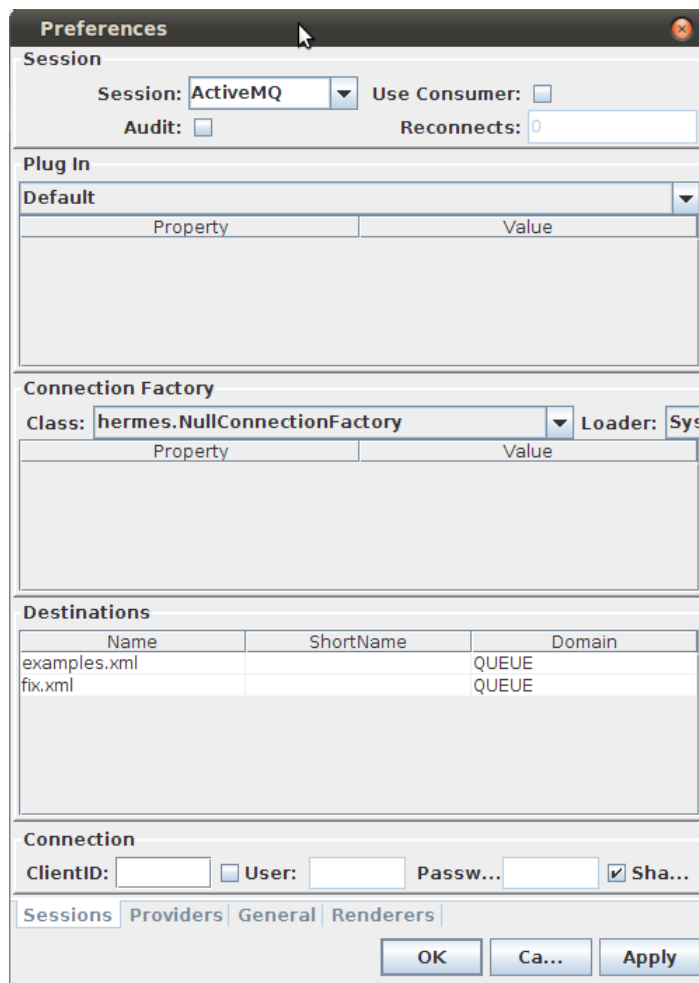 Preferences
Session
Session: ActiveMQ Use Consumer:
Audit: Reconnects: 0
Plug In
Default
Property Value
Connection Factory
Class: hermes.NullConnectionFactory Loader: Sys
Property Value
Destinations
Name ShortName Domain
examples.xml QUEUE
fix.xml QUEUE
Connection
ClientID: User: Passw... Sha...
Sessions Providers General Renderers
OK Ca... Apply